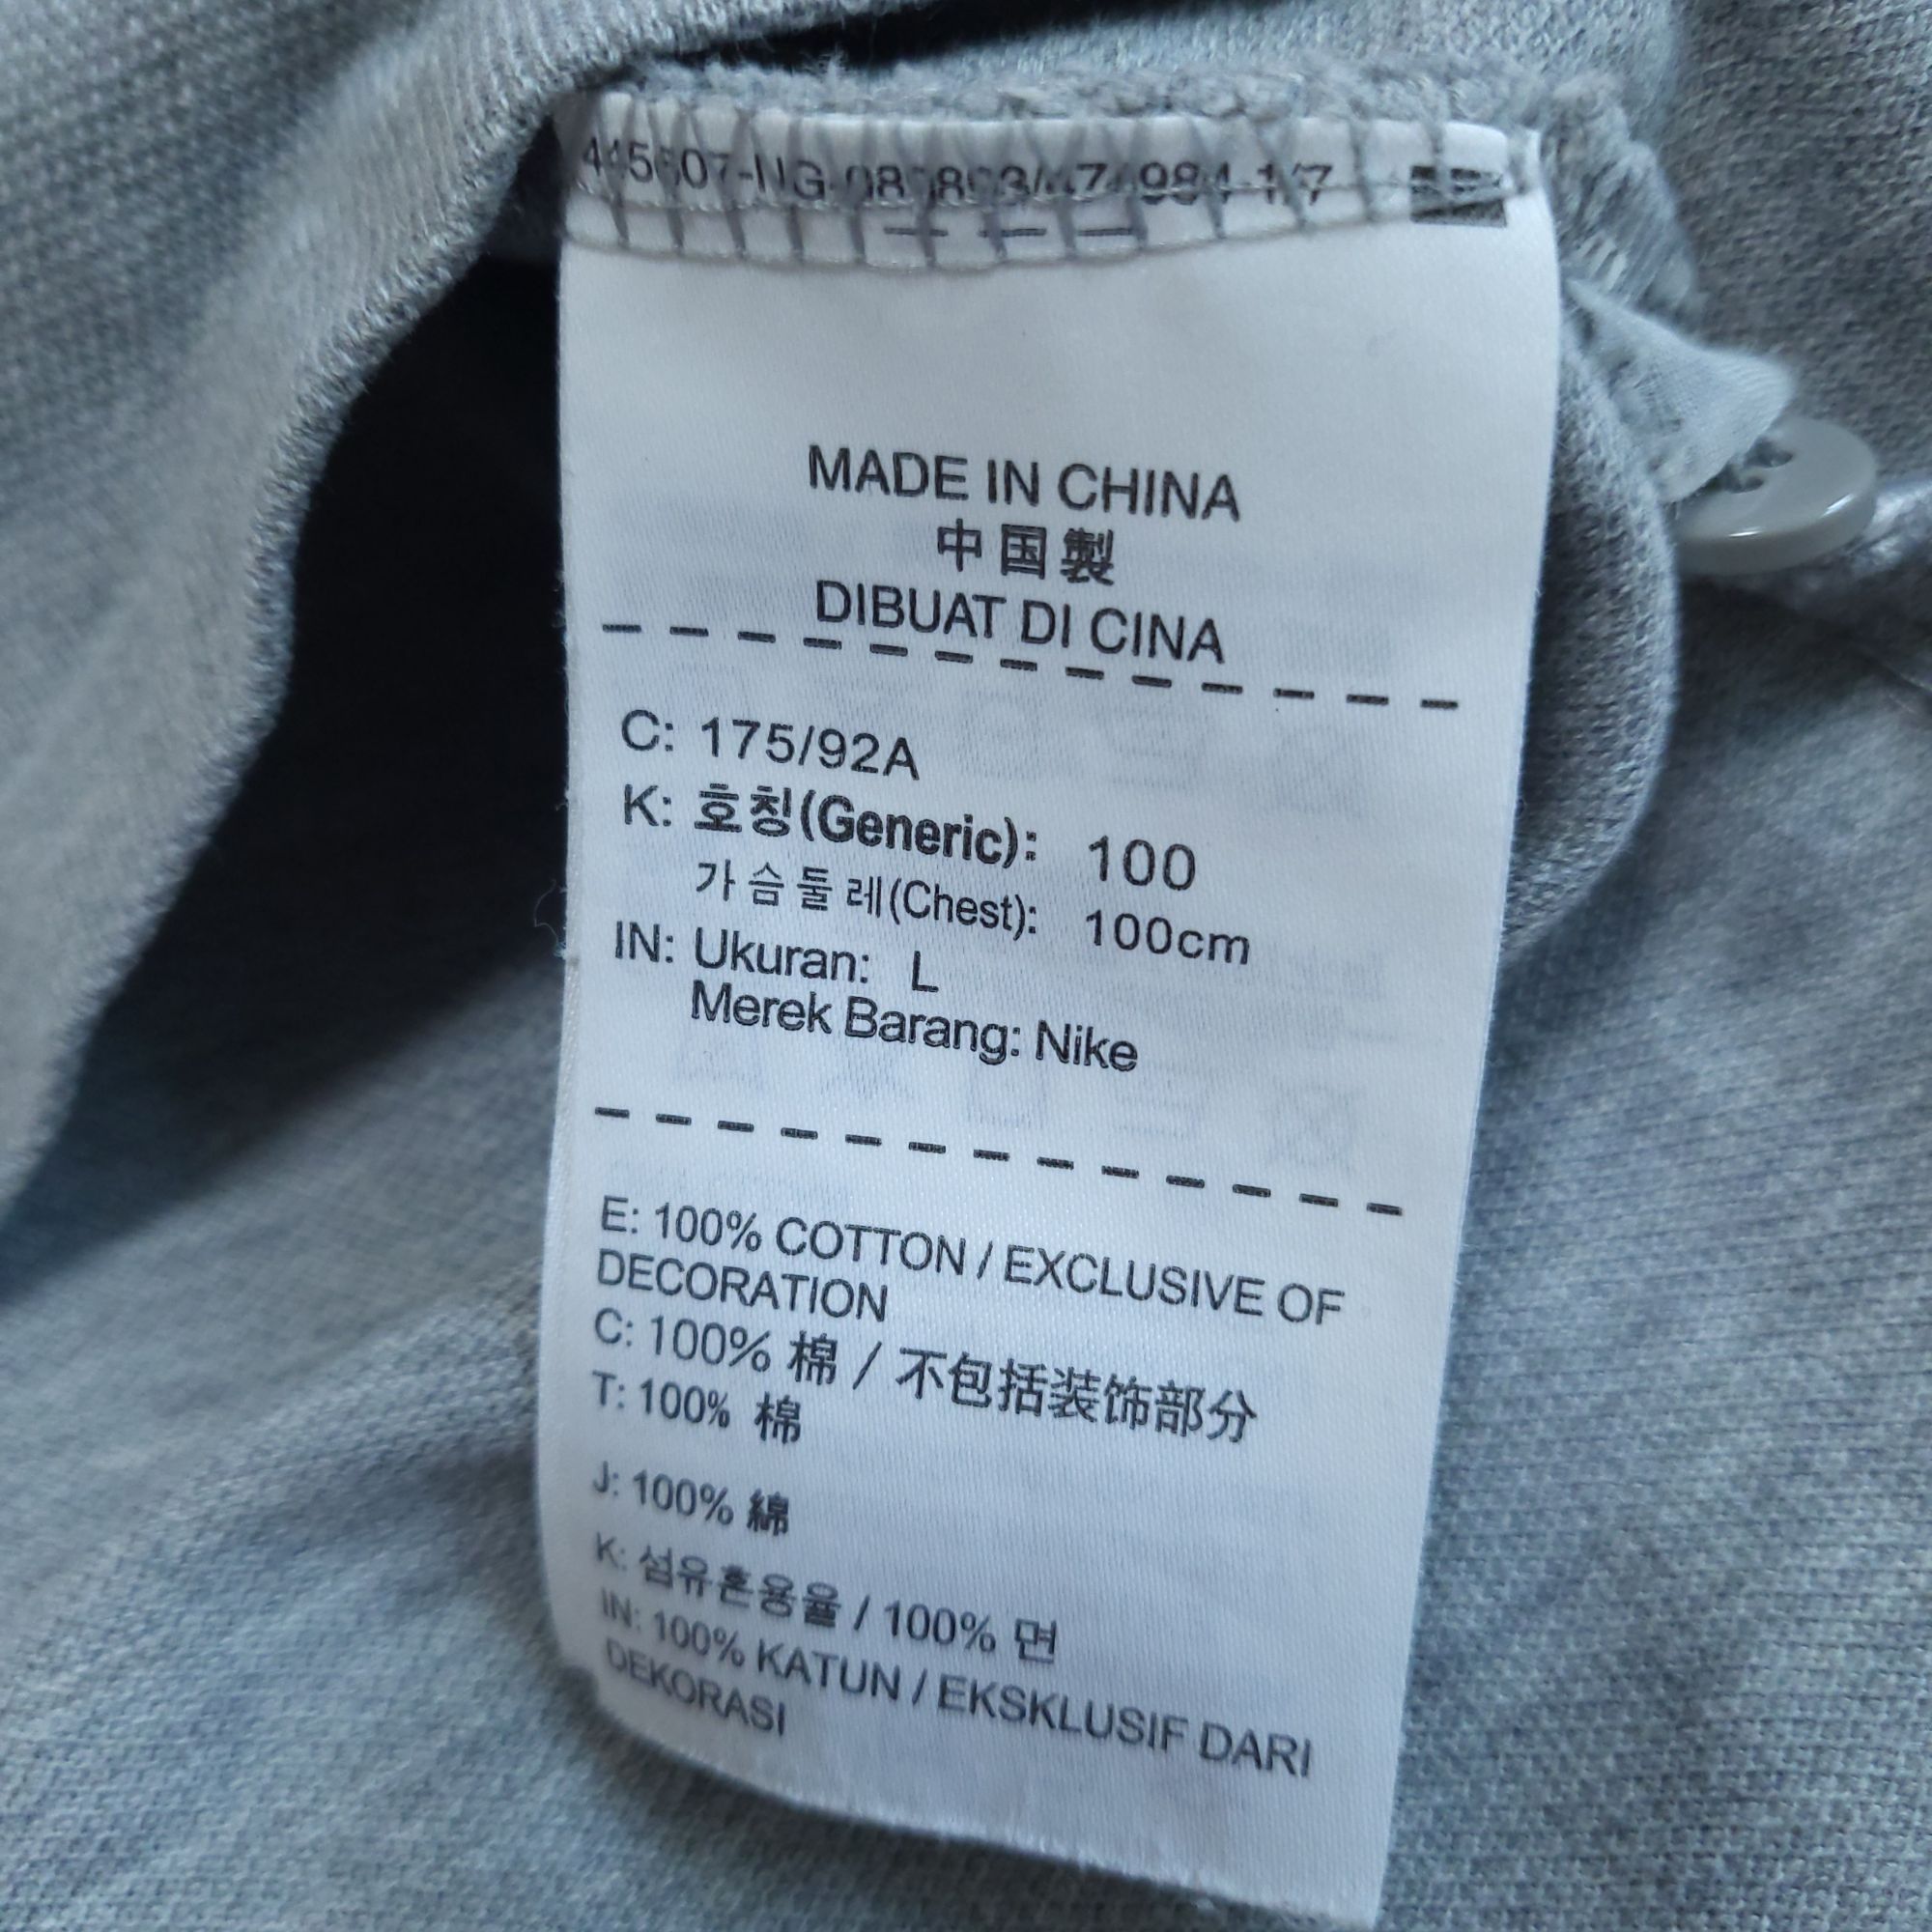 MADE IN CHINA
中国製
DIBUAT DI CINA
C: 175/92A
K: 호칭(Generic): 100
가슴둘레(Chest): 100cm
IN: Ukuran: L
Merek Barang: Nike
E: 100% COTTON / EXCLUSIVE OF
DECORATION
C: 100% 棉 / 不包括装饰部分
T: 100% 棉
J: 100% 綿
K: 섬유혼용율 / 100% 면
IN: 100% KATUN / EKSKLUSIF DARI
DEKORASI